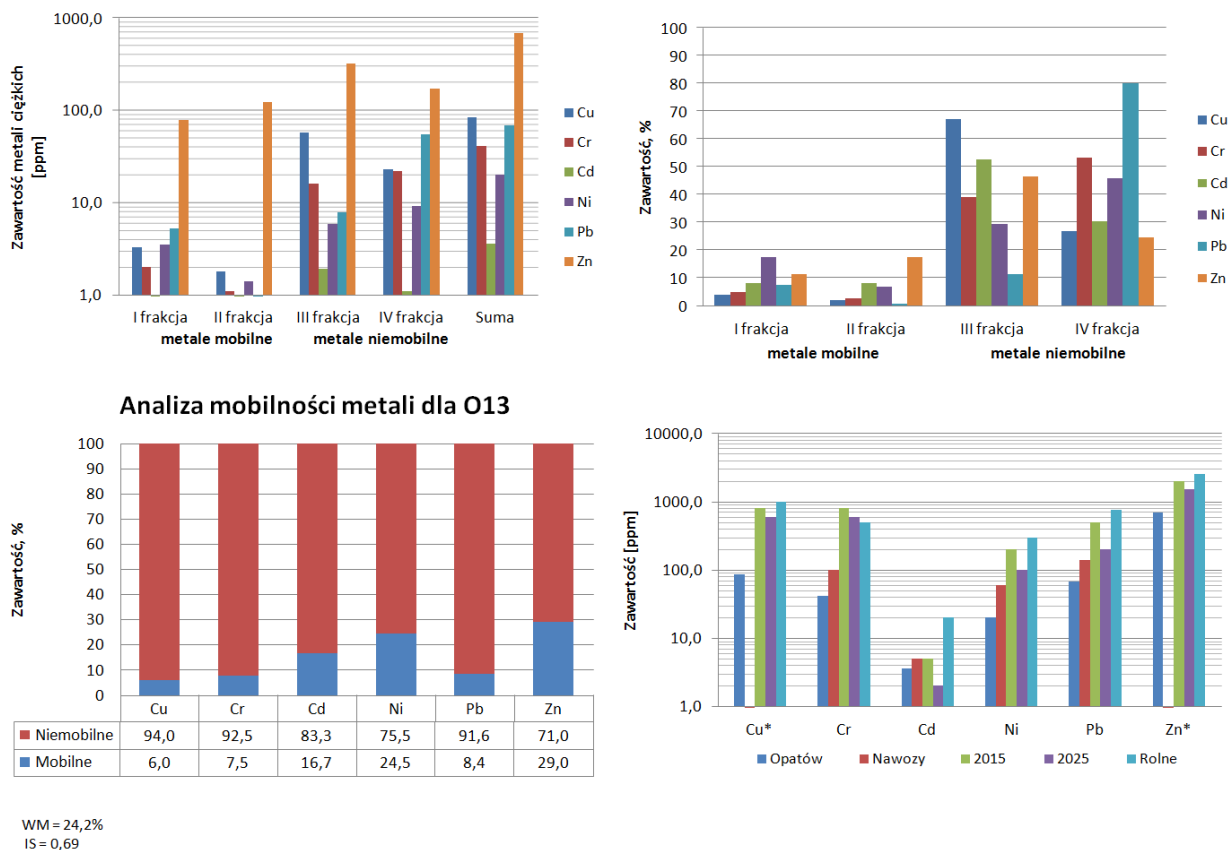 Zawartość metali ciężkich
[ppm]
1000,0
100,0
10,0
1,0
I frakcja
II frakcja
III frakcja
IV frakcja
Suma
metale mobilne
metale niemobilne
Cu
Cr
Cd
Ni
Pb
Zn
Zawartość, %
100
90
80
70
60
50
40
30
20
10
0
I frakcja
II frakcja
III frakcja
IV frakcja
metale mobilne
metale niemobilne
Cu
Cr
Cd
Ni
Pb
Zn
Analiza mobilności metali dla O13
Zawartość, %
100
90
80
70
60
50
40
30
20
10
0
Cu Cr Cd Ni Pb Zn
Niemobilne 94,0 92,5 83,3 75,5 91,6 71,0
Mobilne 6,0 7,5 16,7 24,5 8,4 29,0
WM = 24,2%
IS = 0,69
Zawartość [ppm]
10000,0
1000,0
100,0
10,0
1,0
Cu* Cr Cd Ni Pb Zn*
Opatów Nawozy 2015 2025 Rolne